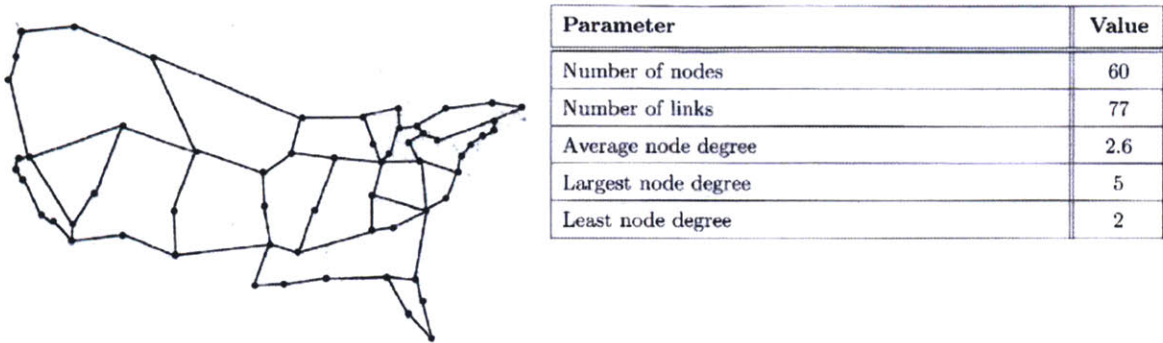 Parameter Value
Number of nodes 60
Number of links 77
Average node degree 2.6
Largest node degree 5
Least node degree 2